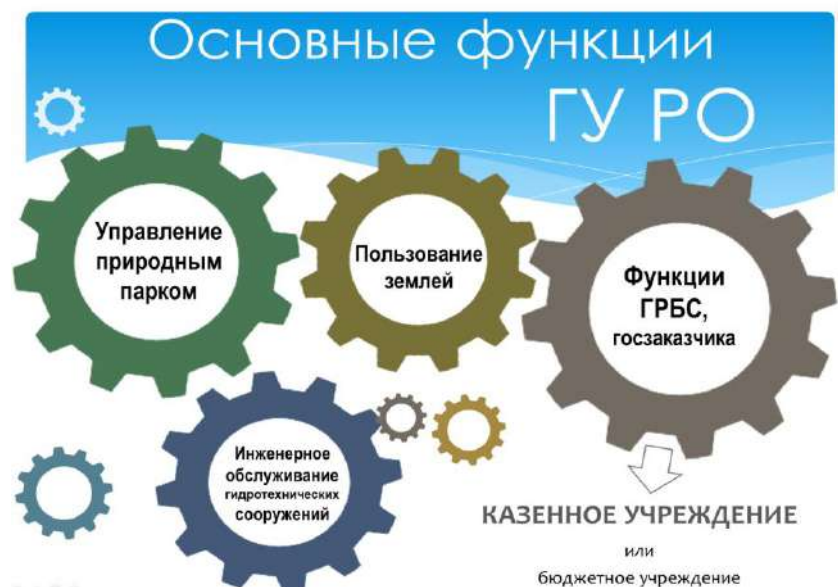 Основные функции
ГУ РО
Управление
природным
парком
Пользование
землей
Функции
ГРБС,
госзаказчика
Инженерное
обслуживание
гидротехнических
сооружений
КАЗЕННОЕ УЧРЕЖДЕНИЕ
или
бюджетное учреждение